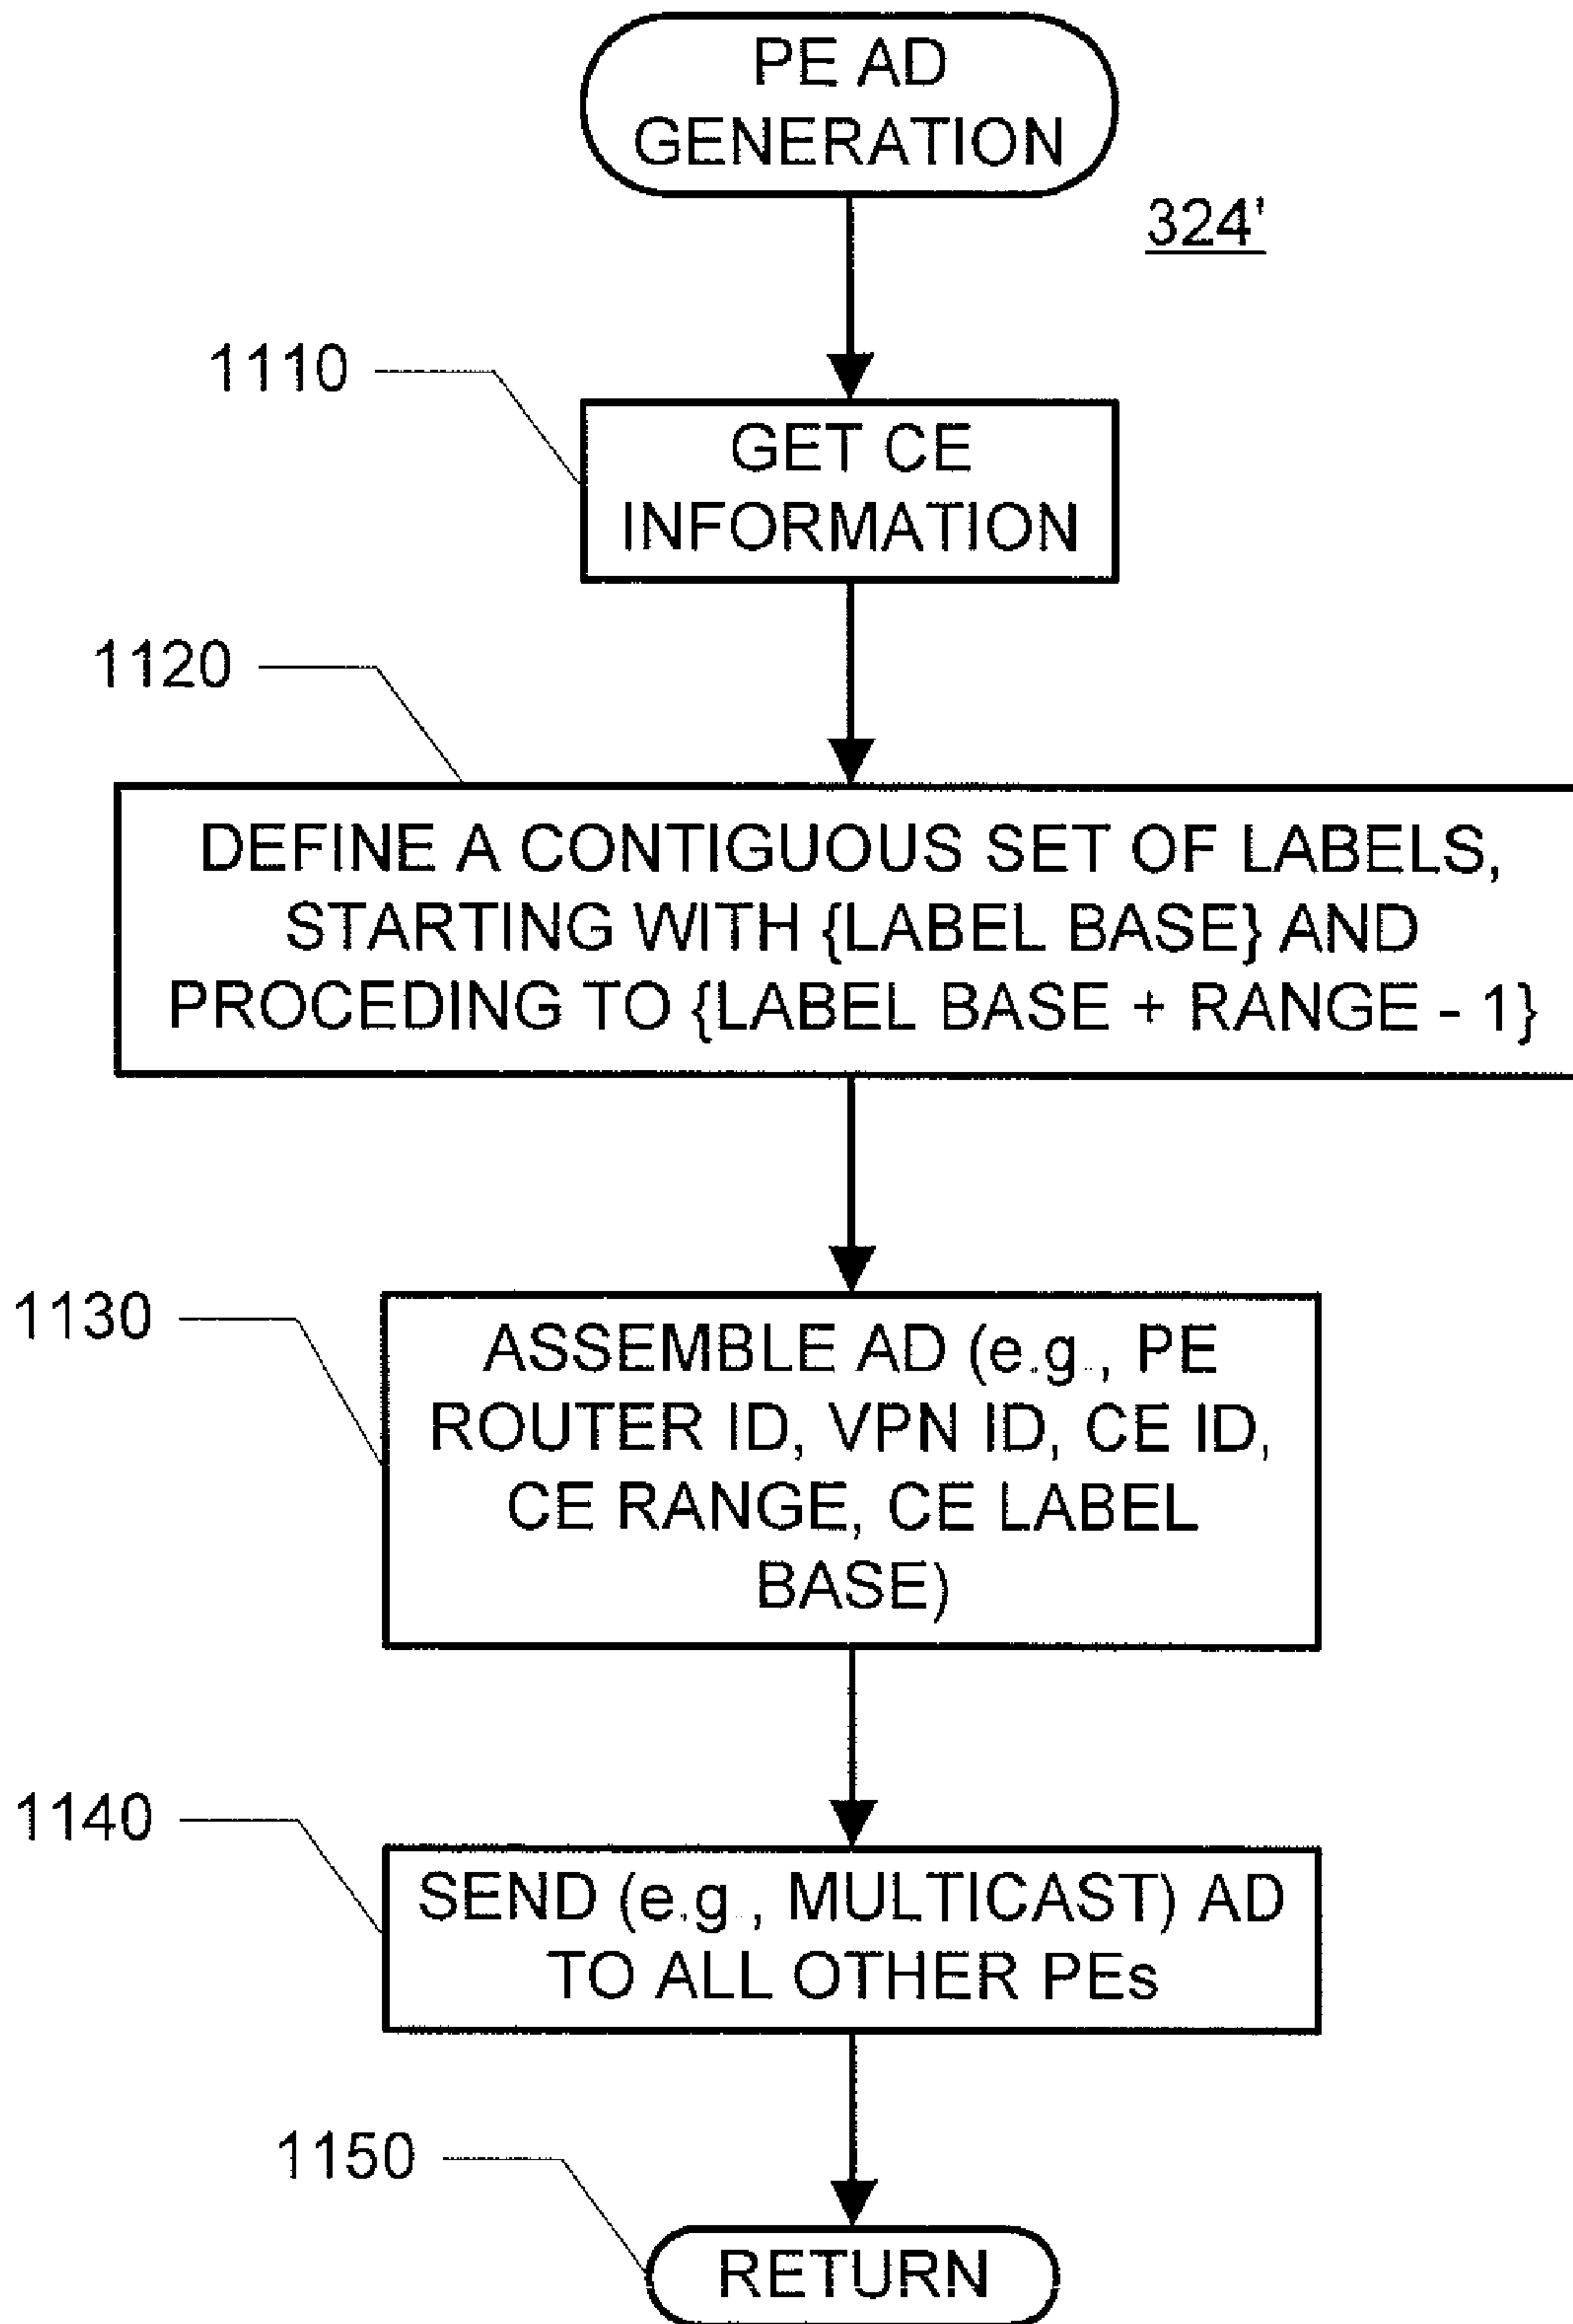 PE AD
GENERATION
324'
1110
GET CE
INFORMATION
1120
DEFINE A CONTIGUOUS SET OF LABELS,
STARTING WITH {LABEL BASE} AND
PROCEDING TO {LABEL BASE + RANGE - 1}
1130
ASSEMBLE AD (e.g., PE
ROUTER ID, VPN ID, CE ID,
CE RANGE, CE LABEL
BASE)
1140
SEND (e.g., MULTICAST) AD
TO ALL OTHER PEs
1150
RETURN